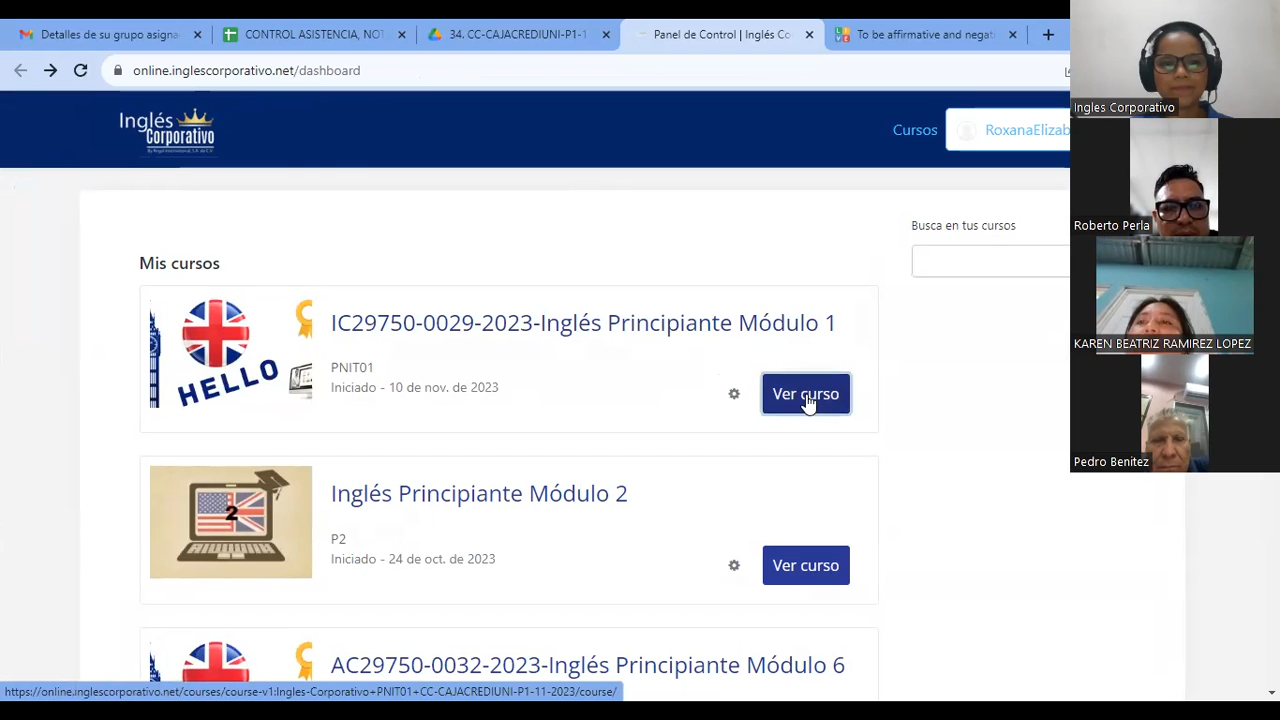 Detalles de su grupo asigna
CONTROL ASISTENCIA, NOT
34. CC-CAJACREDIUNI-P1-1
Panel de Control | Inglés Co
To be affirmative and negat
online.inglescorporativo.net/dashboard
Inglés
Corporativo
Cursos
RoxanaElizab
Busca en tus cursos
Mis cursos
HELLO
IC29750-0029-2023-Inglés Principiante Módulo 1
PNIT01
Iniciado - 10 de nov. de 2023
Ver curso
2
Inglés Principiante Módulo 2
P2
Iniciado - 24 de oct. de 2023
Ver curso
AC29750-0032-2023-Inglés Principiante Módulo 6
https://online.inglescorporativo.net/courses/course-v1:Ingles-Corporativo+PNIT01+CC-CAJACREDIUNI-P1-11-2023/course/
Ingles Corporativo
Roberto Perla
KAREN BEATRIZ RAMIREZ LOPEZ
Pedro Benitez